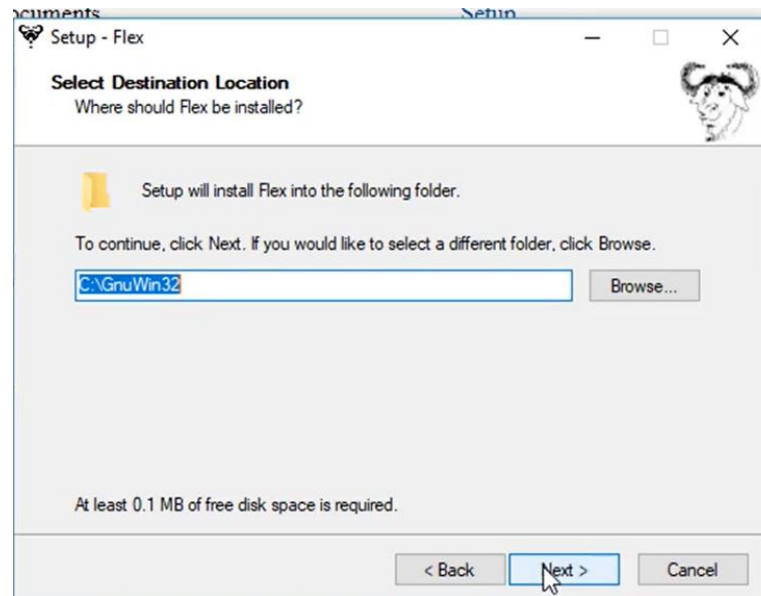 ocuments Setup
Setup - Flex
Select Destination Location
Where should Flex be installed?
Setup will install Flex into the following folder.
To continue, click Next. If you would like to select a different folder, click Browse.
C:\GnuWin32 Browse...
At least 0.1 MB of free disk space is required.
< Back Next > Cancel